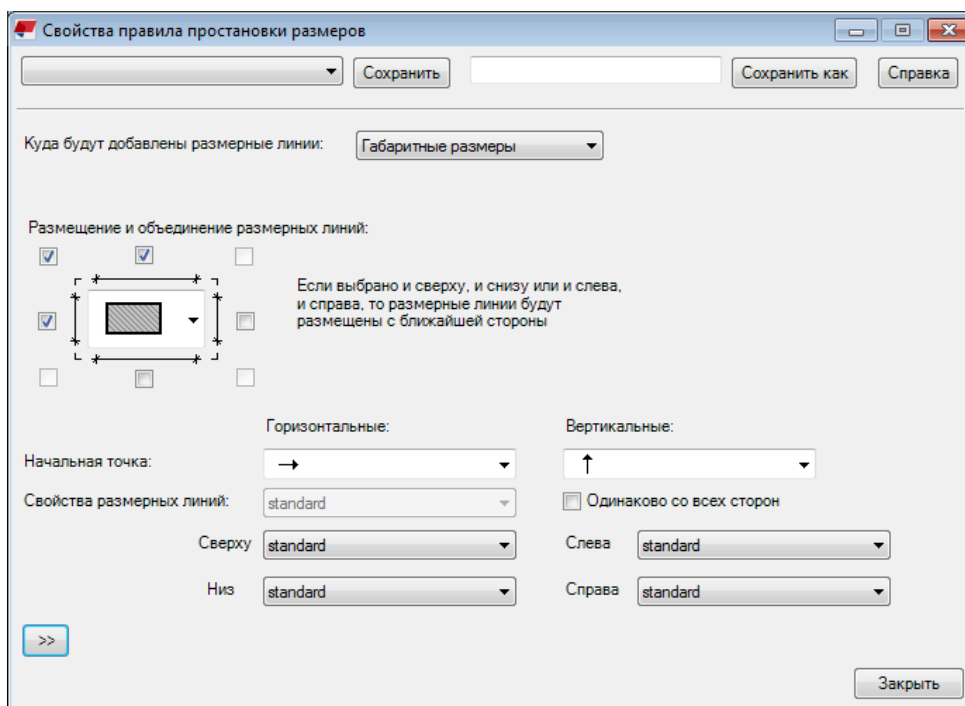 Свойства правила простановки размеров
Сохранить Сохранить как Справка
Куда будут добавлены размерные линии: Габаритные размеры
Размещение и объединение размерных линий:
Если выбрано и сверху, и снизу или и слева,
и справа, то размерные линии будут
размещены с ближайшей стороны
Горизонтальные: Вертикальные:
Начальная точка:
Свойства размерных линий: standard Одинаково со всех сторон
Сверху standard Слева standard
Низ standard Справа standard
>>
Закрыть